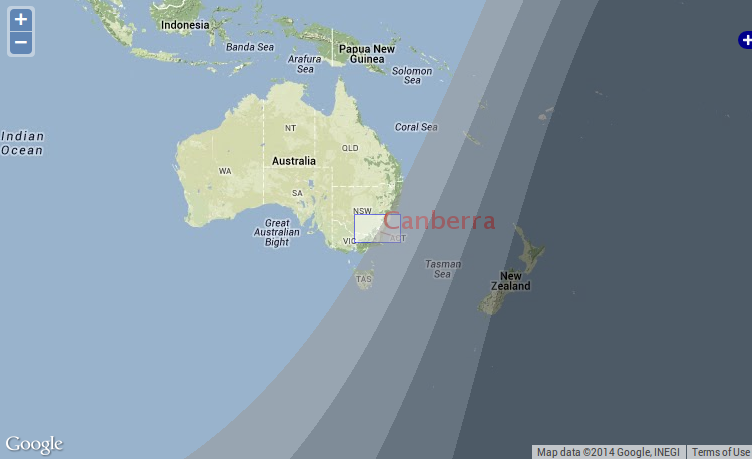 +
−
Indonesia
Banda Sea
Arafura
Sea
Papua New
Guinea
Solomon
Sea
+
Indian
Ocean
NT
Coral Sea
QLD
Australia
WA
SA
NSW
Canberra
Great
Australian
Bight
VIC
ACT
TAS
Tasman
Sea
New
Zealand
Google
Map data ©2014 Google, INEGI
Terms of Use